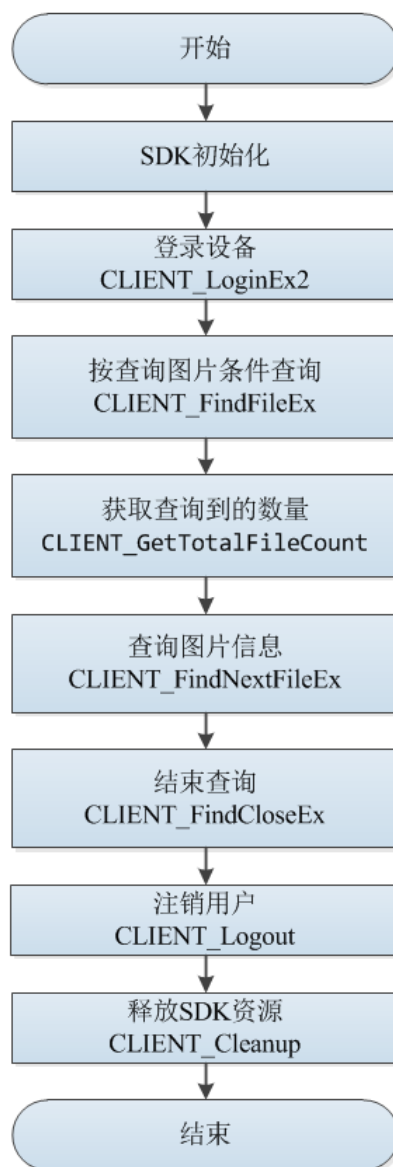 开始
SDK初始化
登录设备
CLIENT_LoginEx2
按查询图片条件查询
CLIENT_FindFileEx
获取查询到的数量
CLIENT_GetTotalFileCount
查询图片信息
CLIENT_FindNextFileEx
结束查询
CLIENT_FindCloseEx
注销用户
CLIENT_Logout
释放SDK资源
CLIENT_Cleanup
结束